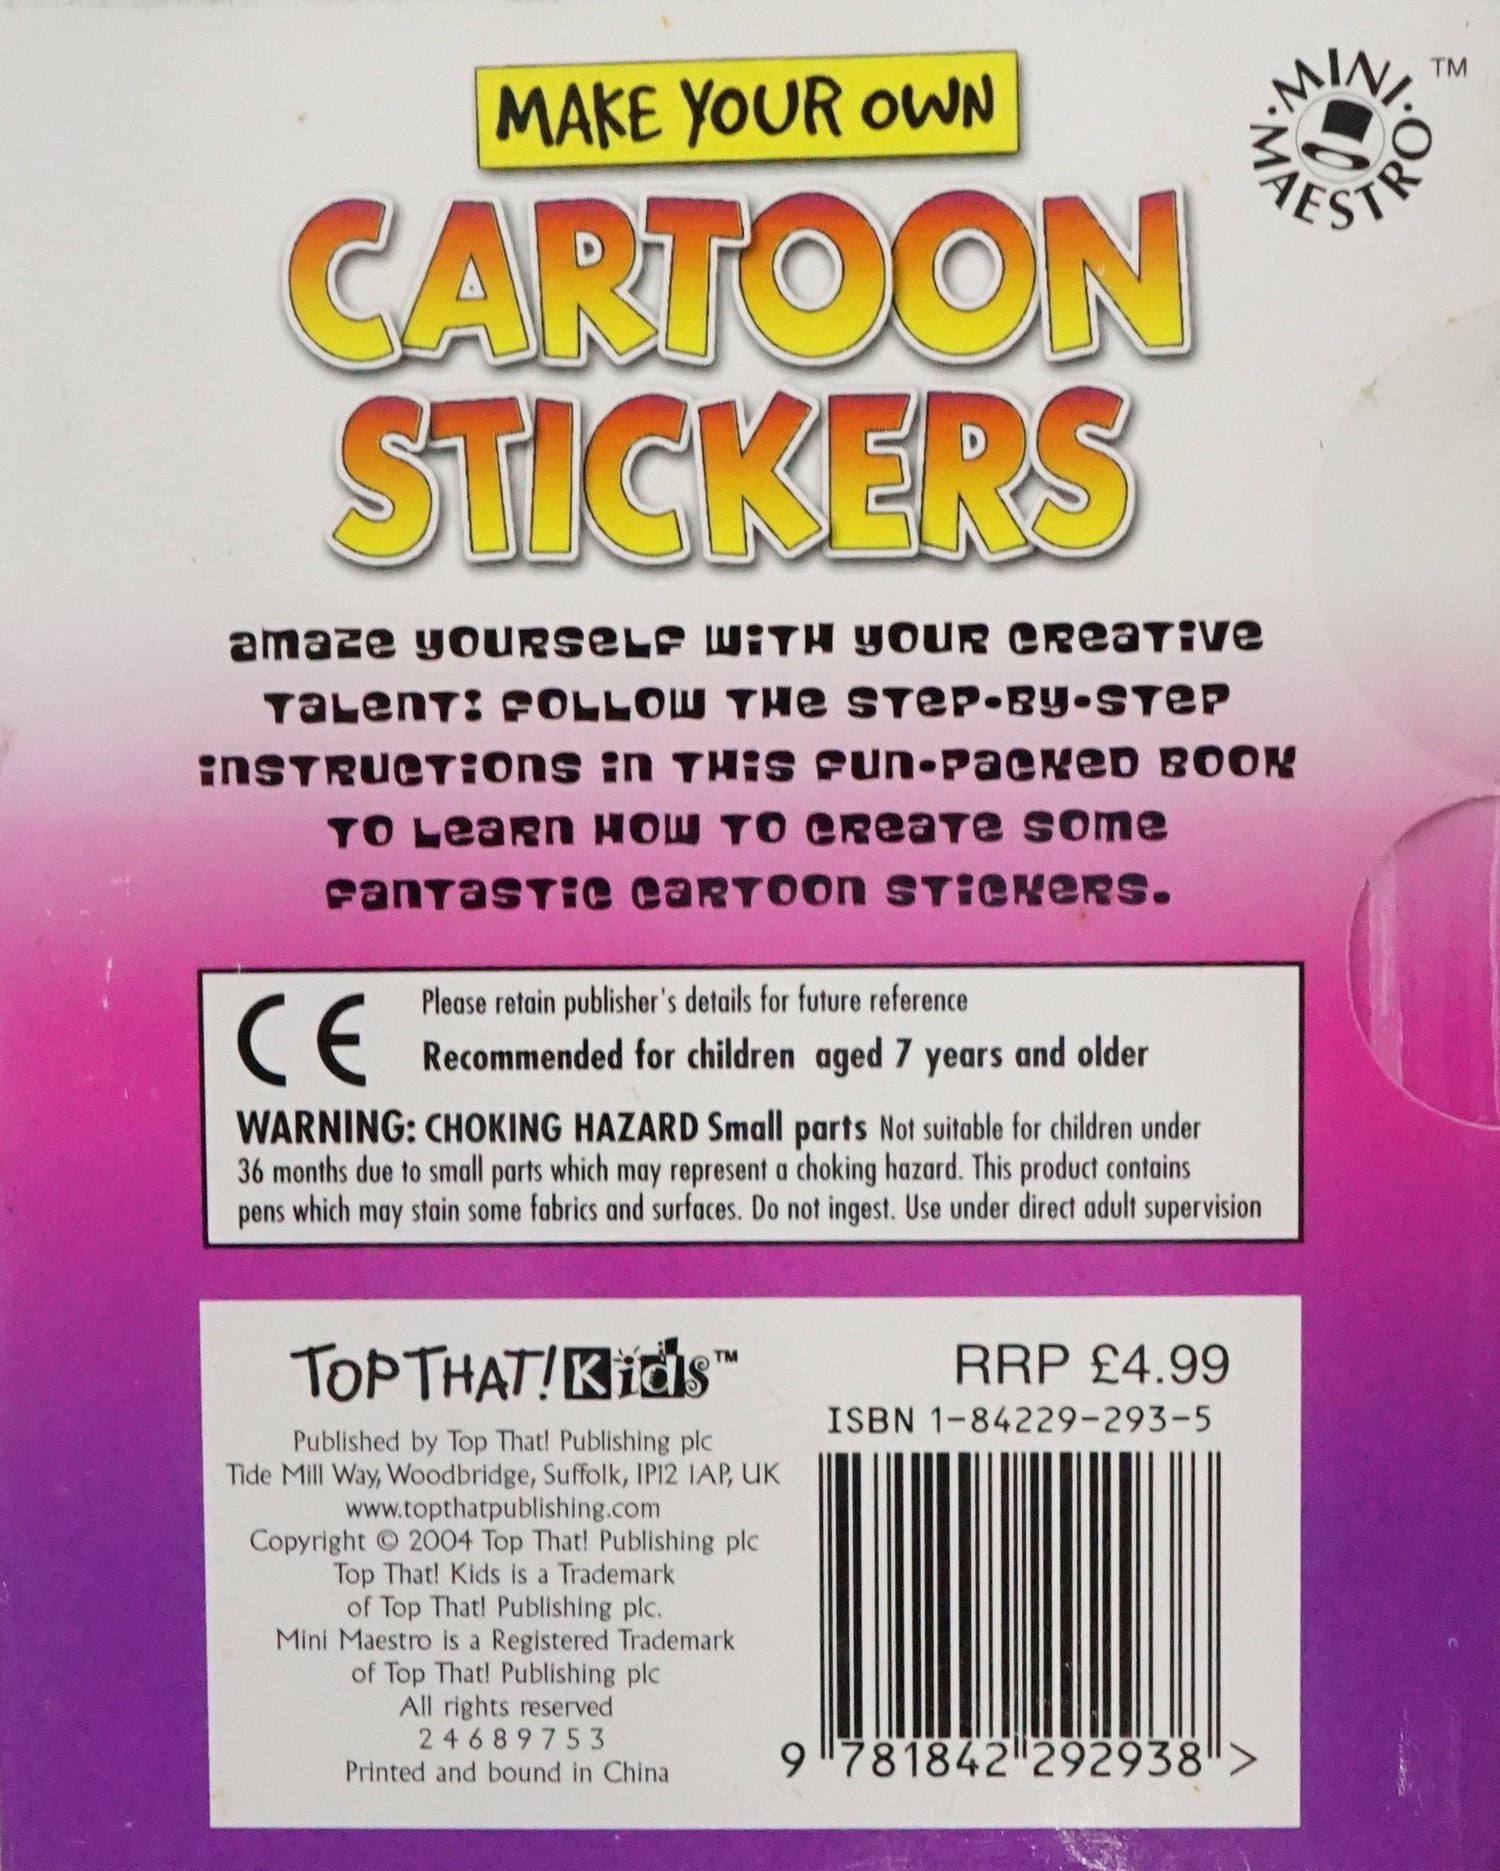 MAKE YOUR OWN
·MINI·
MAESTRO
TM
CARTOON
STICKERS
amaze yourself with your creative
talent: follow the step-by-step
instructions in this fun-packed book
to learn how to create some
fantastic cartoon stickers.
CE
Please retain publisher's details for future reference
Recommended for children aged 7 years and older
WARNING: CHOKING HAZARD Small parts Not suitable for children under
36 months due to small parts which may represent a choking hazard. This product contains
pens which may stain some fabrics and surfaces. Do not ingest. Use under direct adult supervision
TOP THAT! Kids™
Published by Top That! Publishing plc
Tide Mill Way, Woodbridge, Suffolk, IP12 1AP, UK
www.topthatpublishing.com
Copyright © 2004 Top That! Publishing plc
Top That! Kids is a Trademark
of Top That! Publishing plc.
Mini Maestro is a Registered Trademark
of Top That! Publishing plc
All rights reserved
2 4 6 8 9 7 5 3
Printed and bound in China
RRP £4.99
ISBN 1-84229-293-5
9 781842 292938 >